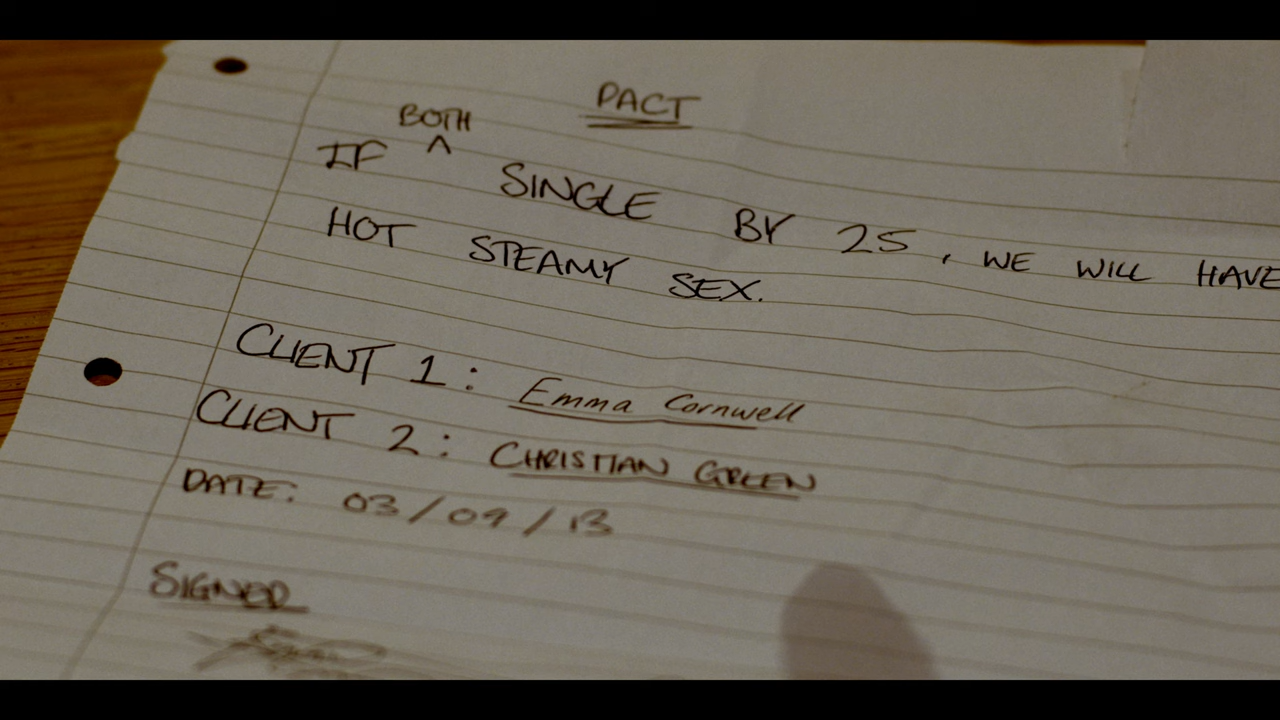 PACT
IF BOTH ^ SINGLE BY 25, WE WILL HAVE
HOT STEAMY SEX.
CLIENT 1: Emma Cornwell
CLIENT 2: CHRISTIAN GREEN
DATE: 03/09/13
SIGNED